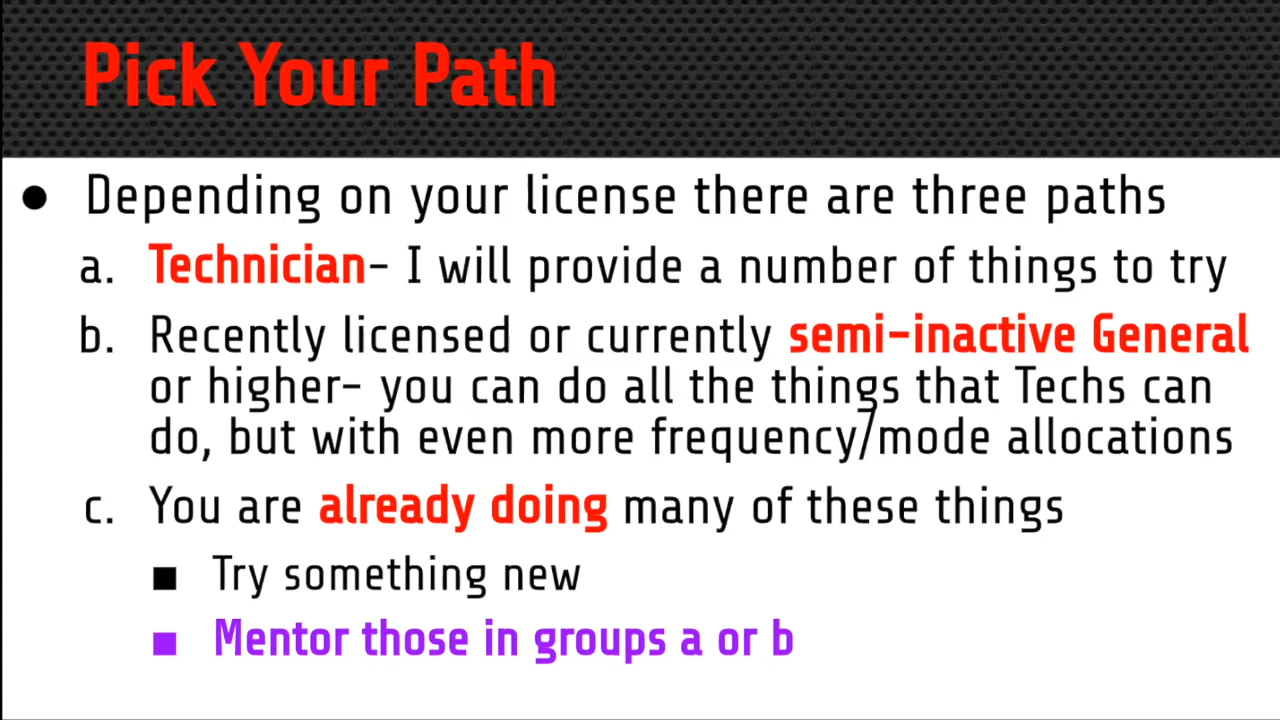 Pick Your Path
● Depending on your license there are three paths
a. Technician- I will provide a number of things to try
b. Recently licensed or currently semi-inactive General
or higher- you can do all the things that Techs can
do, but with even more frequency/mode allocations
c. You are already doing many of these things
■ Try something new
■ Mentor those in groups a or b